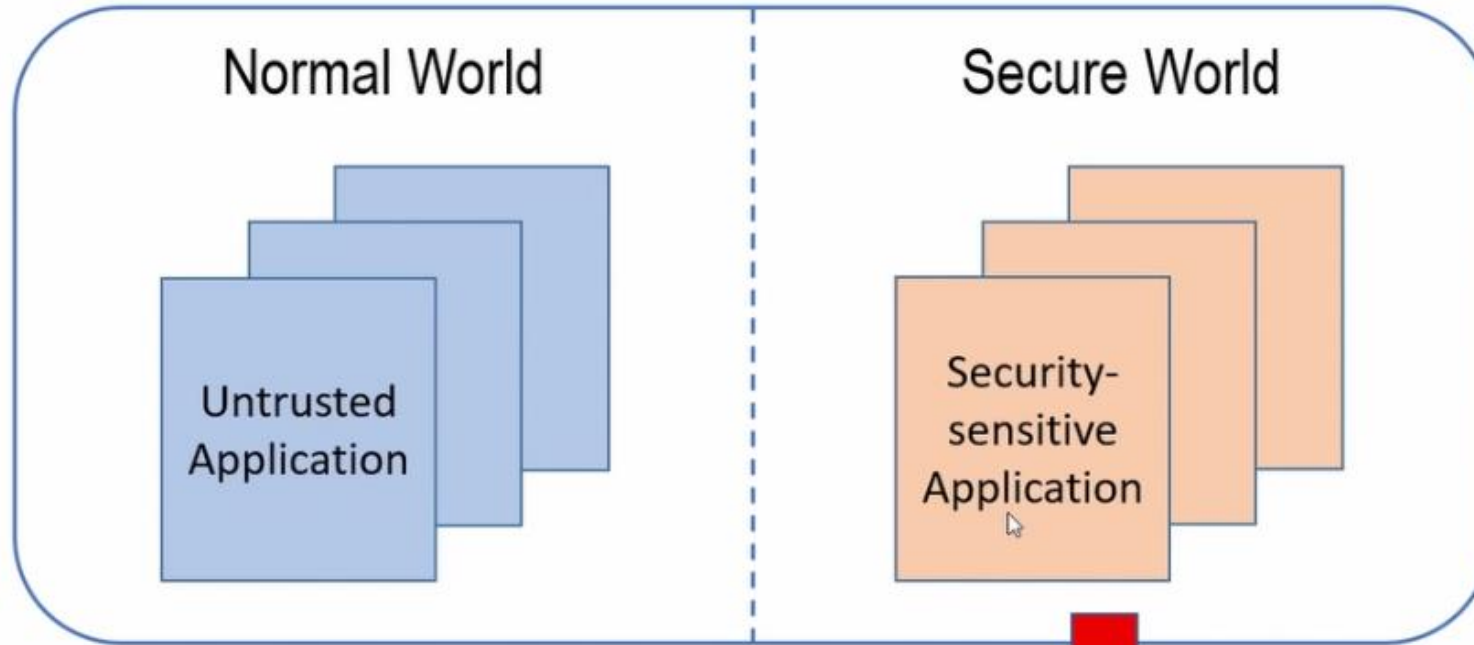 Normal World
Secure World
Untrusted
Application
Security-
sensitive
Application